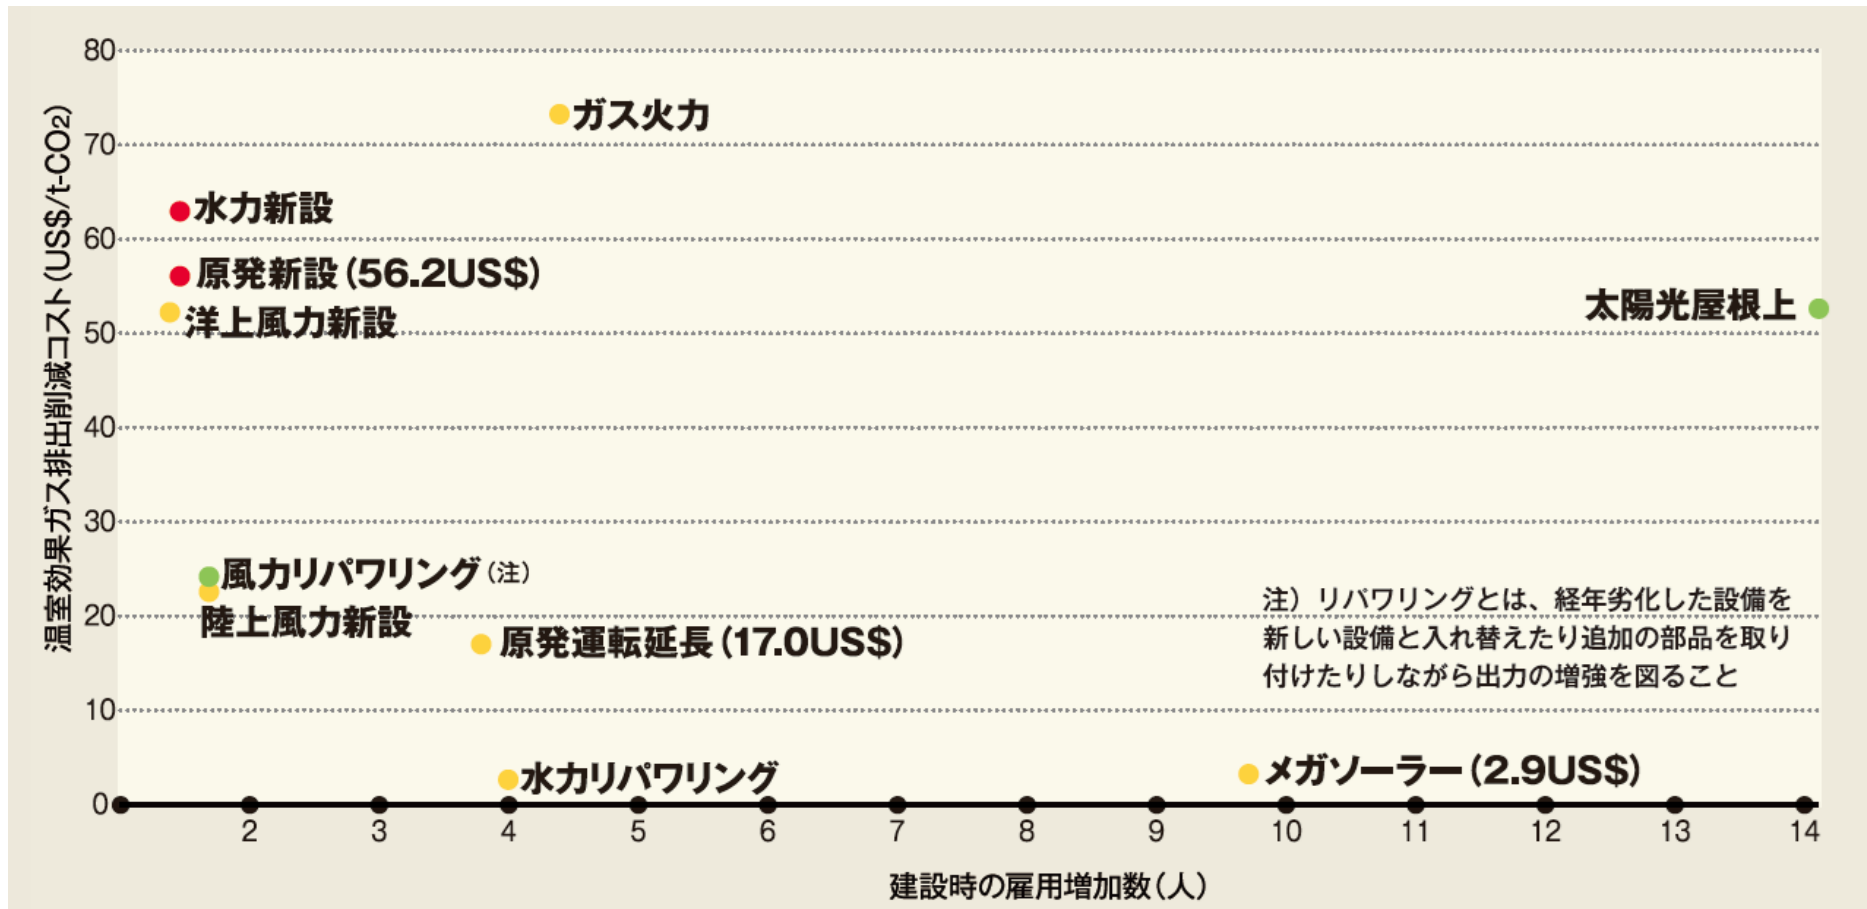 温室効果ガス排出削減コスト(US$/t-CO2)
80
70
60
50
40
30
20
10
0
ガス火力
水力新設
原発新設(56.2US$)
洋上風力新設
太陽光屋根上
風力リパワリング(注)
陸上風力新設
原発運転延長(17.0US$)
水力リパワリング
メガソーラー(2.9US$)
注）リパワリングとは、経年劣化した設備を
新しい設備と入れ替えたり追加の部品を取り
付けたりしながら出力の増強を図ること
2 3 4 5 6 7 8 9 10 11 12 13 14
建設時の雇用増加数(人)